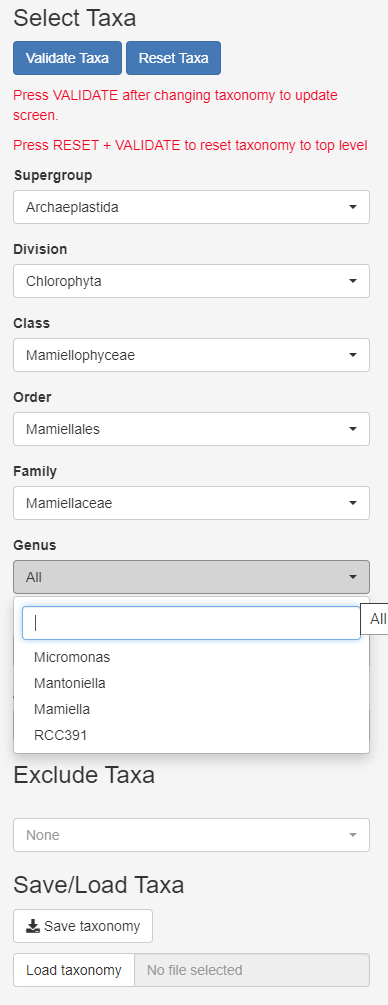 Select Taxa
Validate Taxa Reset Taxa
Press VALIDATE after changing taxonomy to update
screen.
Press RESET + VALIDATE to reset taxonomy to top level
Supergroup
Archaeplastida
Division
Chlorophyta
Class
Mamiellophyceae
Order
Mamiellales
Family
Mamiellaceae
Genus
All
All
Micromonas
Mantoniella
Mamiella
RCC391
Exclude Taxa
None
Save/Load Taxa
Save taxonomy
Load taxonomy No file selected